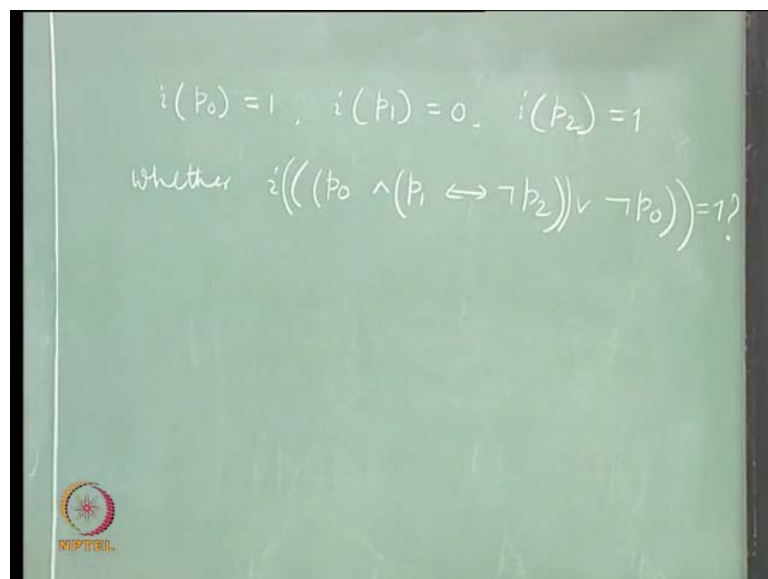 i(p₀) = 1, i(p₁) = 0. i(p₂) = 1
whether i(((p₀ ∧ (p₁ ↔ ¬p₂)) ∨ ¬p₀)) = 1?
NPTEL